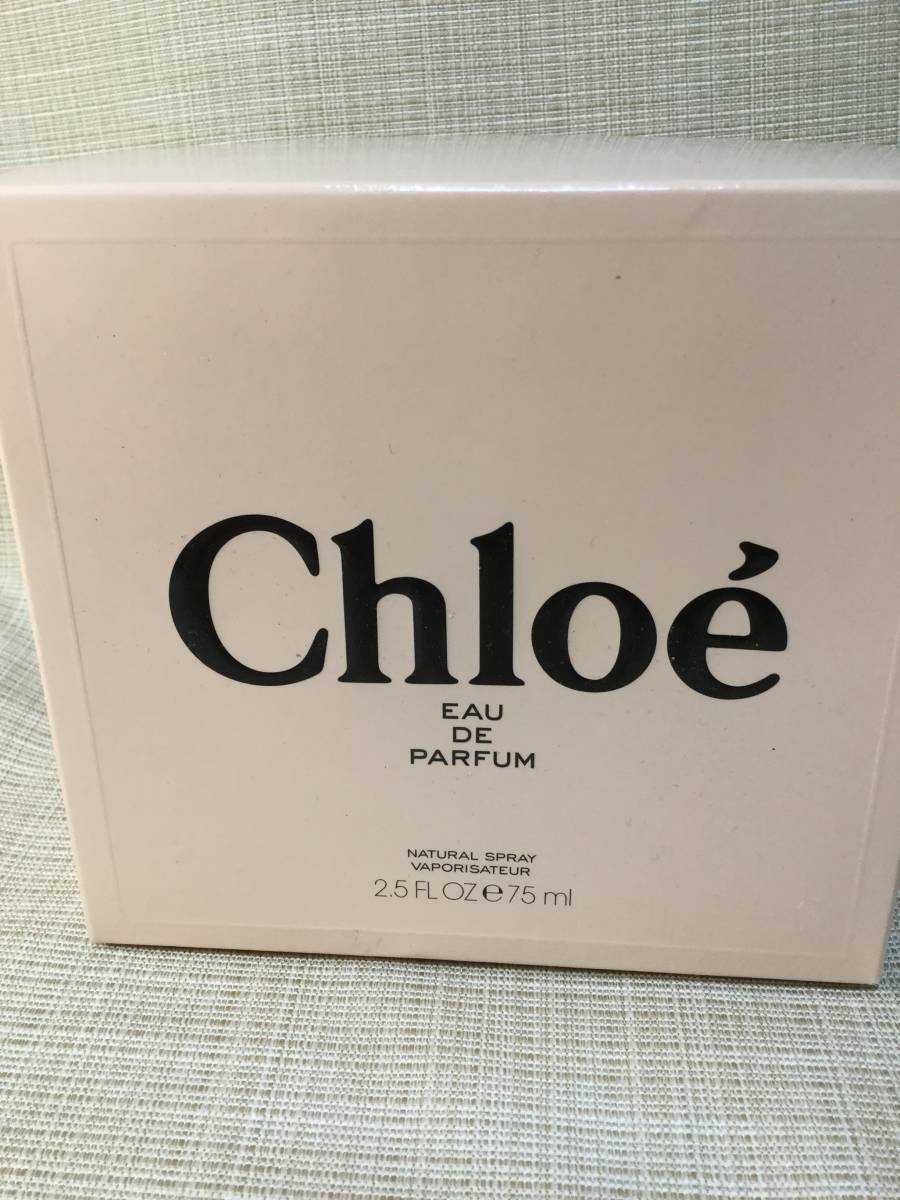 Chloé
EAU
DE
PARFUM
NATURAL SPRAY
VAPORISATEUR
2.5 FL OZ ℮ 75 ml